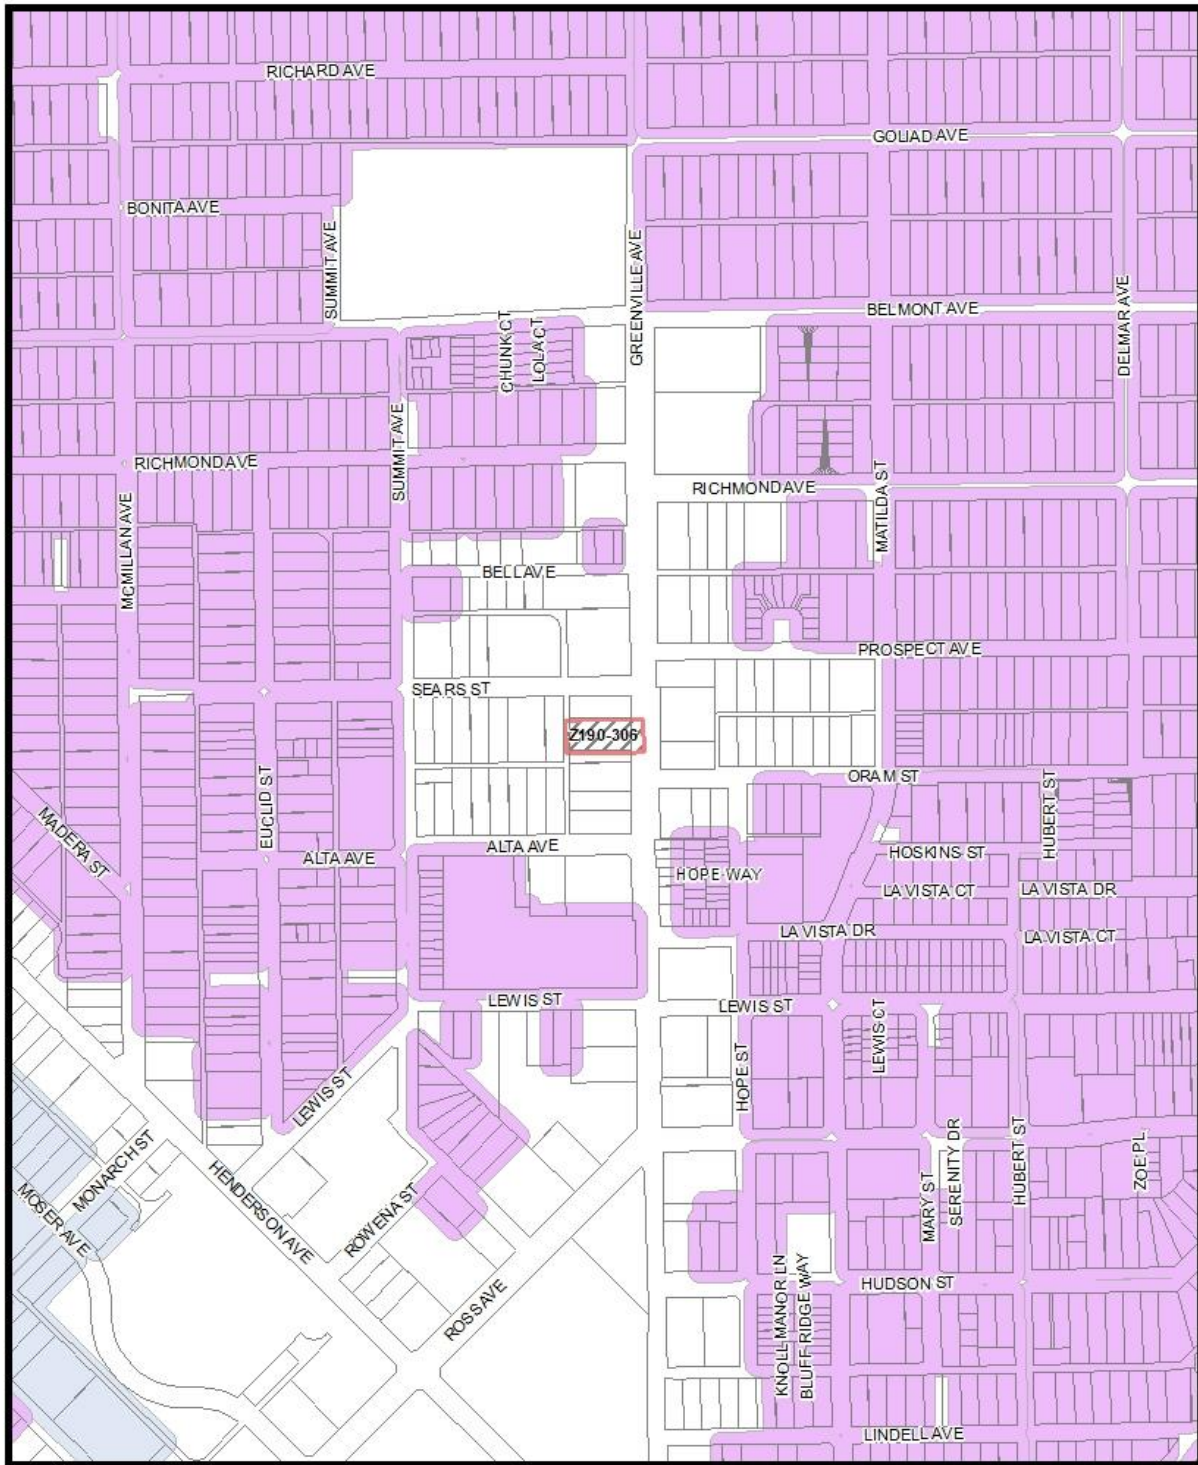 RICHARD AVE
GOLIAD AVE
BONITA AVE
SUMMIT AVE
GREENVILLE AVE
BELMONT AVE
DELMAR AVE
CHUNK CT
LOLA CT
SUMMIT AVE
RICHMOND AVE
RICHMOND AVE
MATILDA ST
MCMILLAN AVE
BELL AVE
PROSPECT AVE
SEARS ST
Z190-306
ORAM ST
EUCLID ST
HUBERT ST
MADERA ST
ALTA AVE
ALTA AVE
HOSKINS ST
HOPE WAY
LA VISTA CT
LA VISTA DR
LA VISTA DR
LA VISTA CT
LEWIS ST
LEWIS ST
LEWIS CT
HOPE ST
LEWIS ST
MONARCH ST
HENDERSON AVE
MOSER AVE
ROWENA ST
MARY ST
SERENITY DR
HUBERT ST
ZOE PL
ROSS AVE
KNOLL MANOR LN
BLUFF RIDGE WAY
HUDSON ST
LINDELL AVE